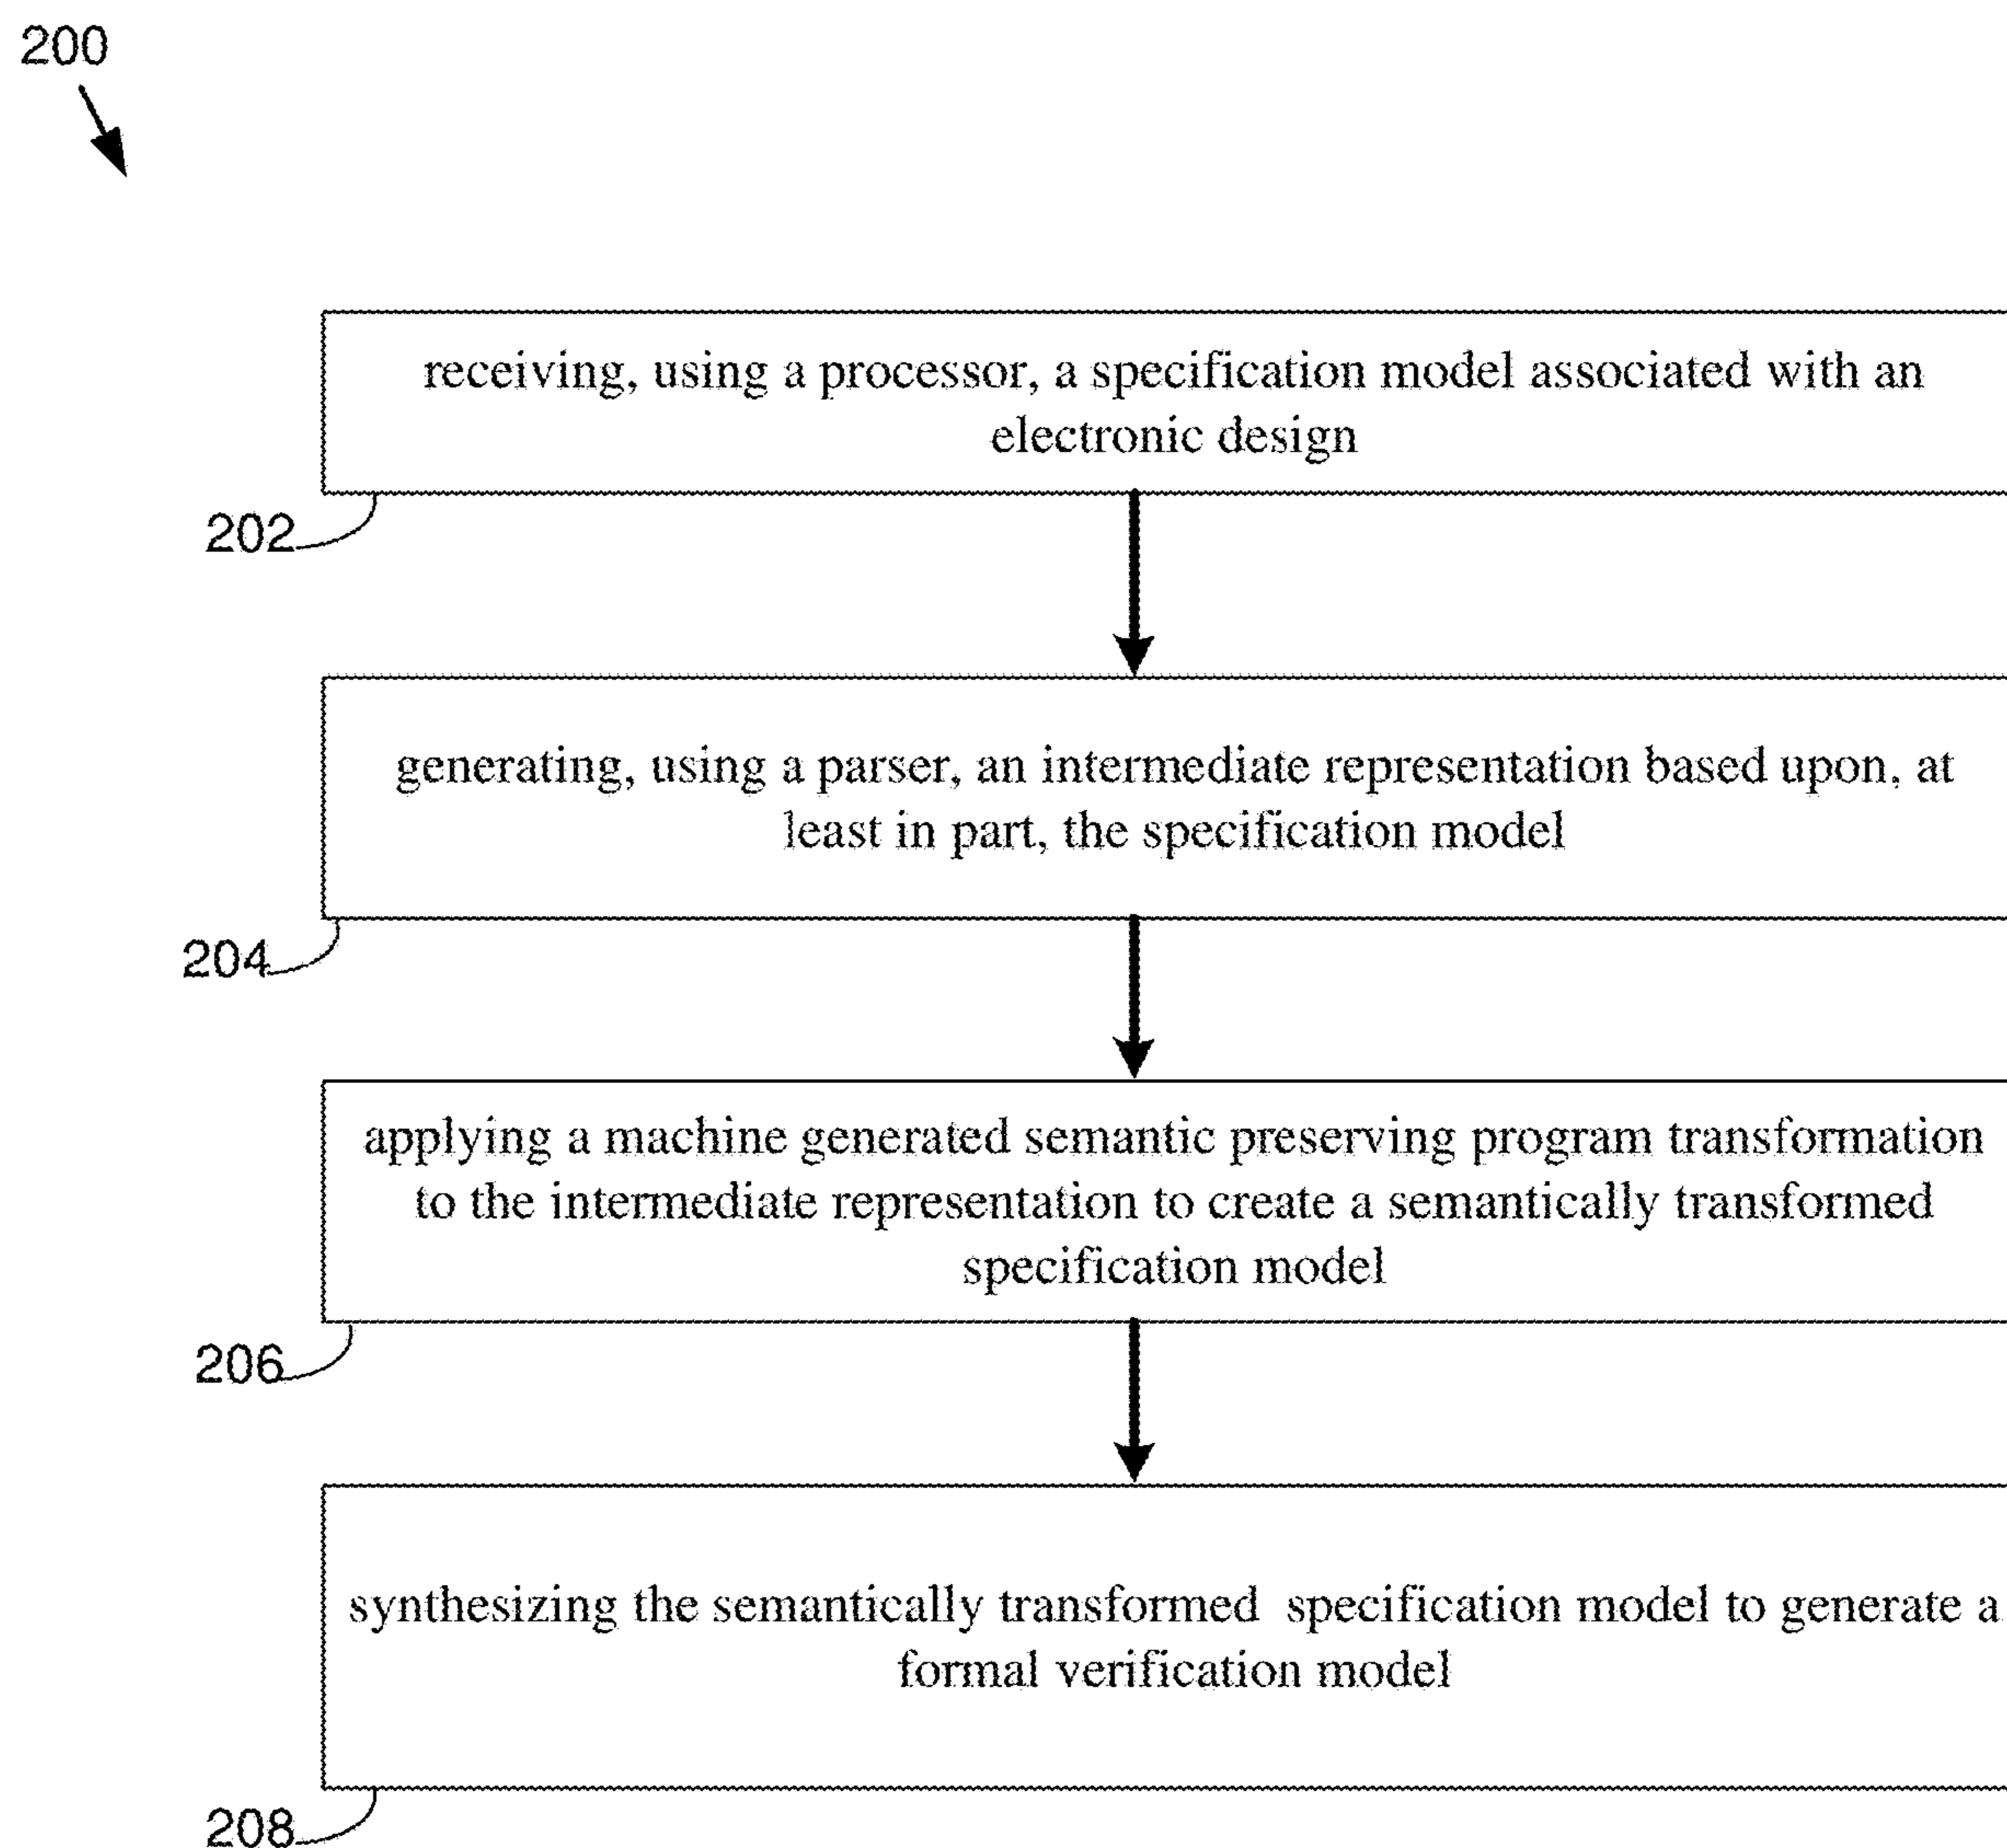 200
receiving, using a processor, a specification model associated with an
electronic design
202
generating, using a parser, an intermediate representation based upon, at
least in part, the specification model
204
applying a machine generated semantic preserving program transformation
to the intermediate representation to create a semantically transformed
specification model
206
synthesizing the semantically transformed specification model to generate a
formal verification model
208